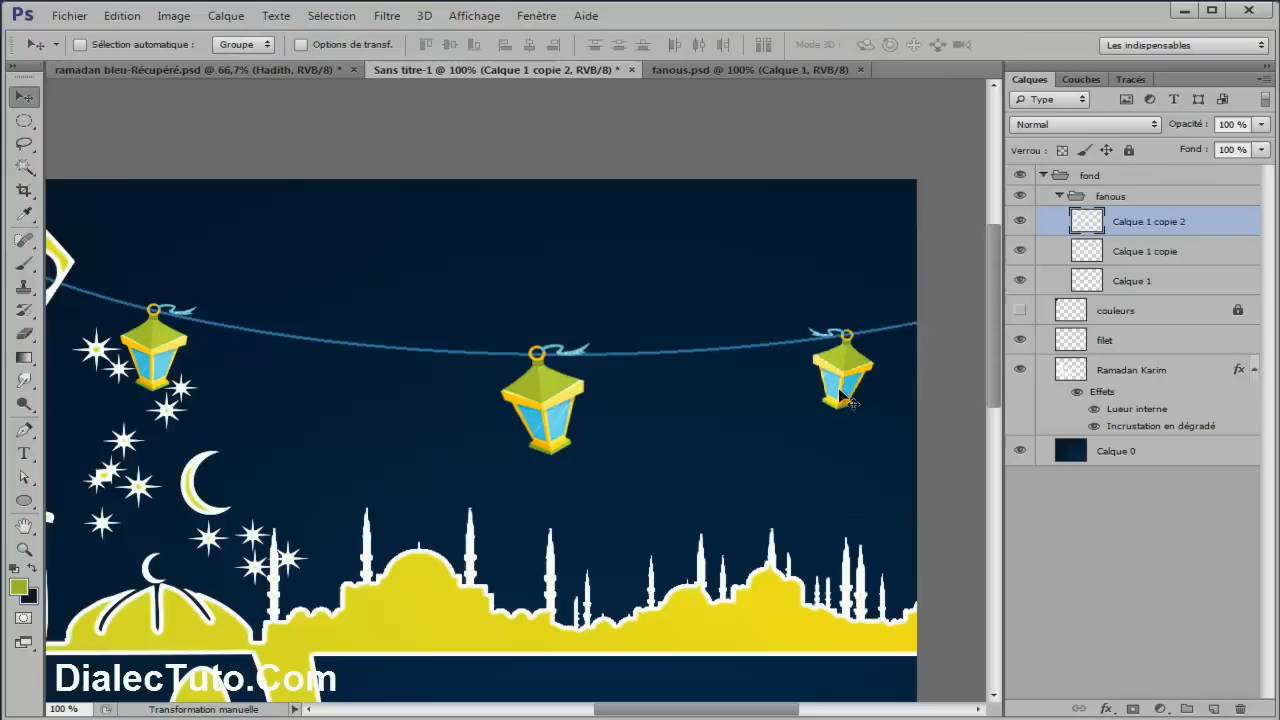 Ps Fichier Edition Image Calque Texte Sélection Filtre 3D Affichage Fenêtre Aide
Sélection automatique : Groupe Options de transf. Mode 3D : Les indispensables
ramadan bleu-Récupéré.psd @ 66,7% (Hadith, RVB/8) * × Sans titre-1 @ 100% (Calque 1 copie 2, RVB/8) * × fanous.psd @ 100% (Calque 1, RVB/8) ×
Calques Couches Tracés
Type
Normal Opacité : 100 %
Verrou : Fond : 100 %
fond
fanous
Calque 1 copie 2
Calque 1 copie
Calque 1
couleurs
filet
Ramadan Karim fx
Effets
Lueur interne
Incrustation en dégradé
Calque 0
DialecTuto.Com
100 % Transformation manuelle
fx